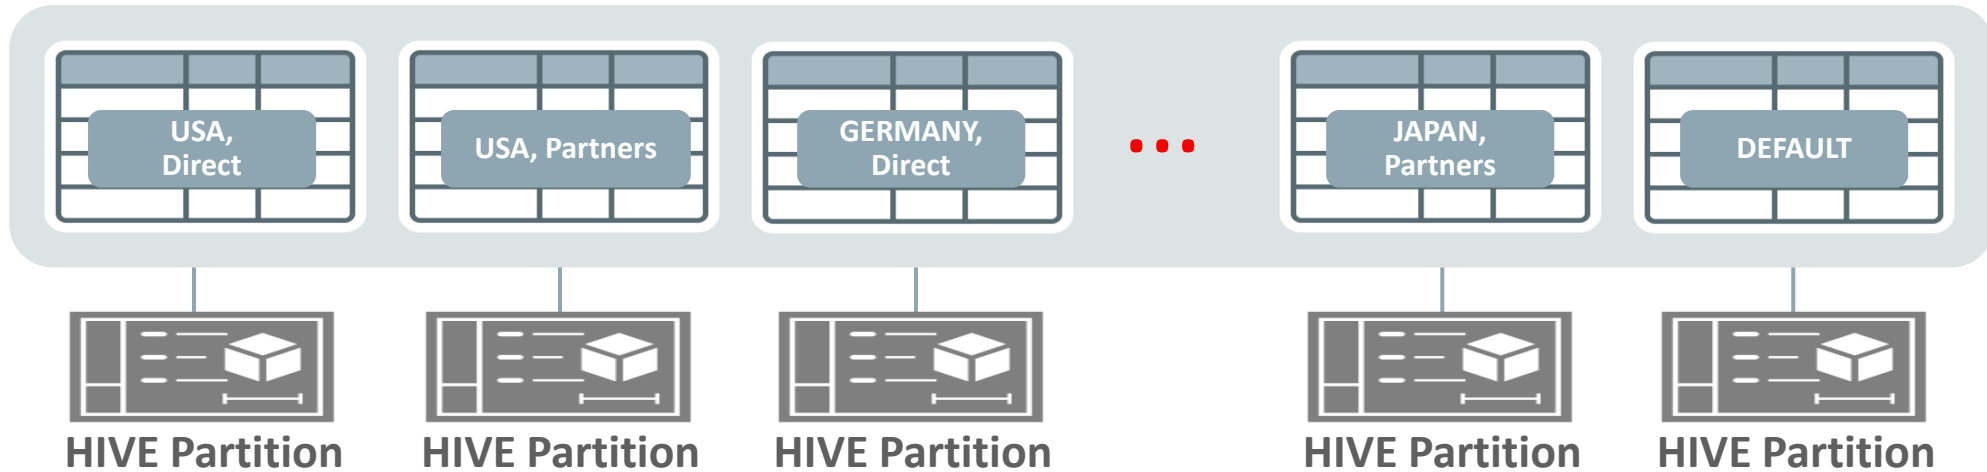 USA,
Direct
USA, Partners
GERMANY,
Direct
...
JAPAN,
Partners
DEFAULT
HIVE Partition
HIVE Partition
HIVE Partition
HIVE Partition
HIVE Partition